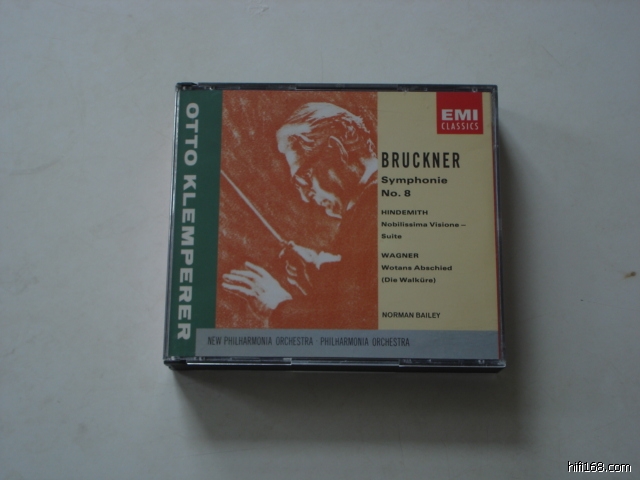 OTTO KLEMPERER
EMI
CLASSICS
BRUCKNER
Symphonie
No. 8
HINDEMITH
Nobilissima Visione –
Suite
WAGNER
Wotans Abschied
(Die Walküre)
NORMAN BAILEY
NEW PHILHARMONIA ORCHESTRA · PHILHARMONIA ORCHESTRA
hifi168.com